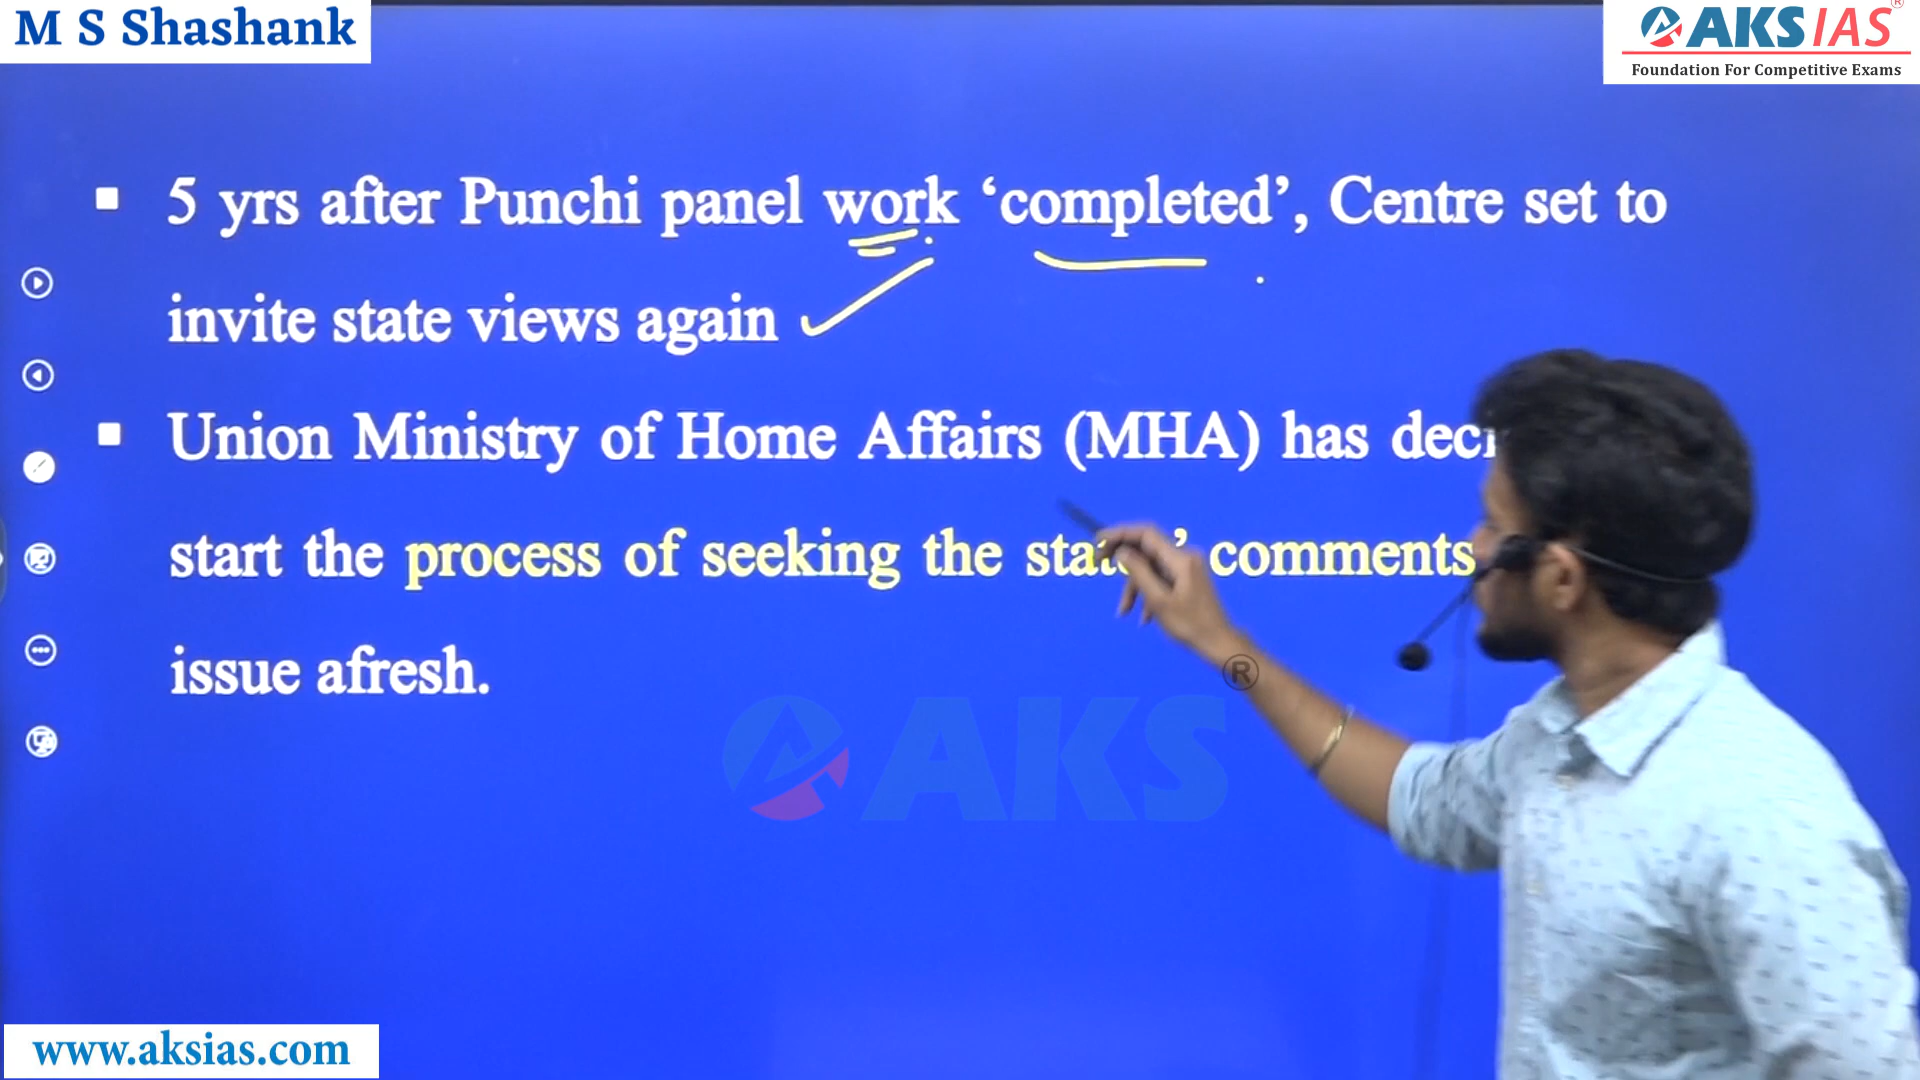 M S Shashank
AKS IAS®
Foundation For Competitive Exams
5 yrs after Punchi panel work ‘completed’, Centre set to
invite state views again
Union Ministry of Home Affairs (MHA) has
start the process of seeking the comments
issue afresh.
AKS®
www.aksias.com